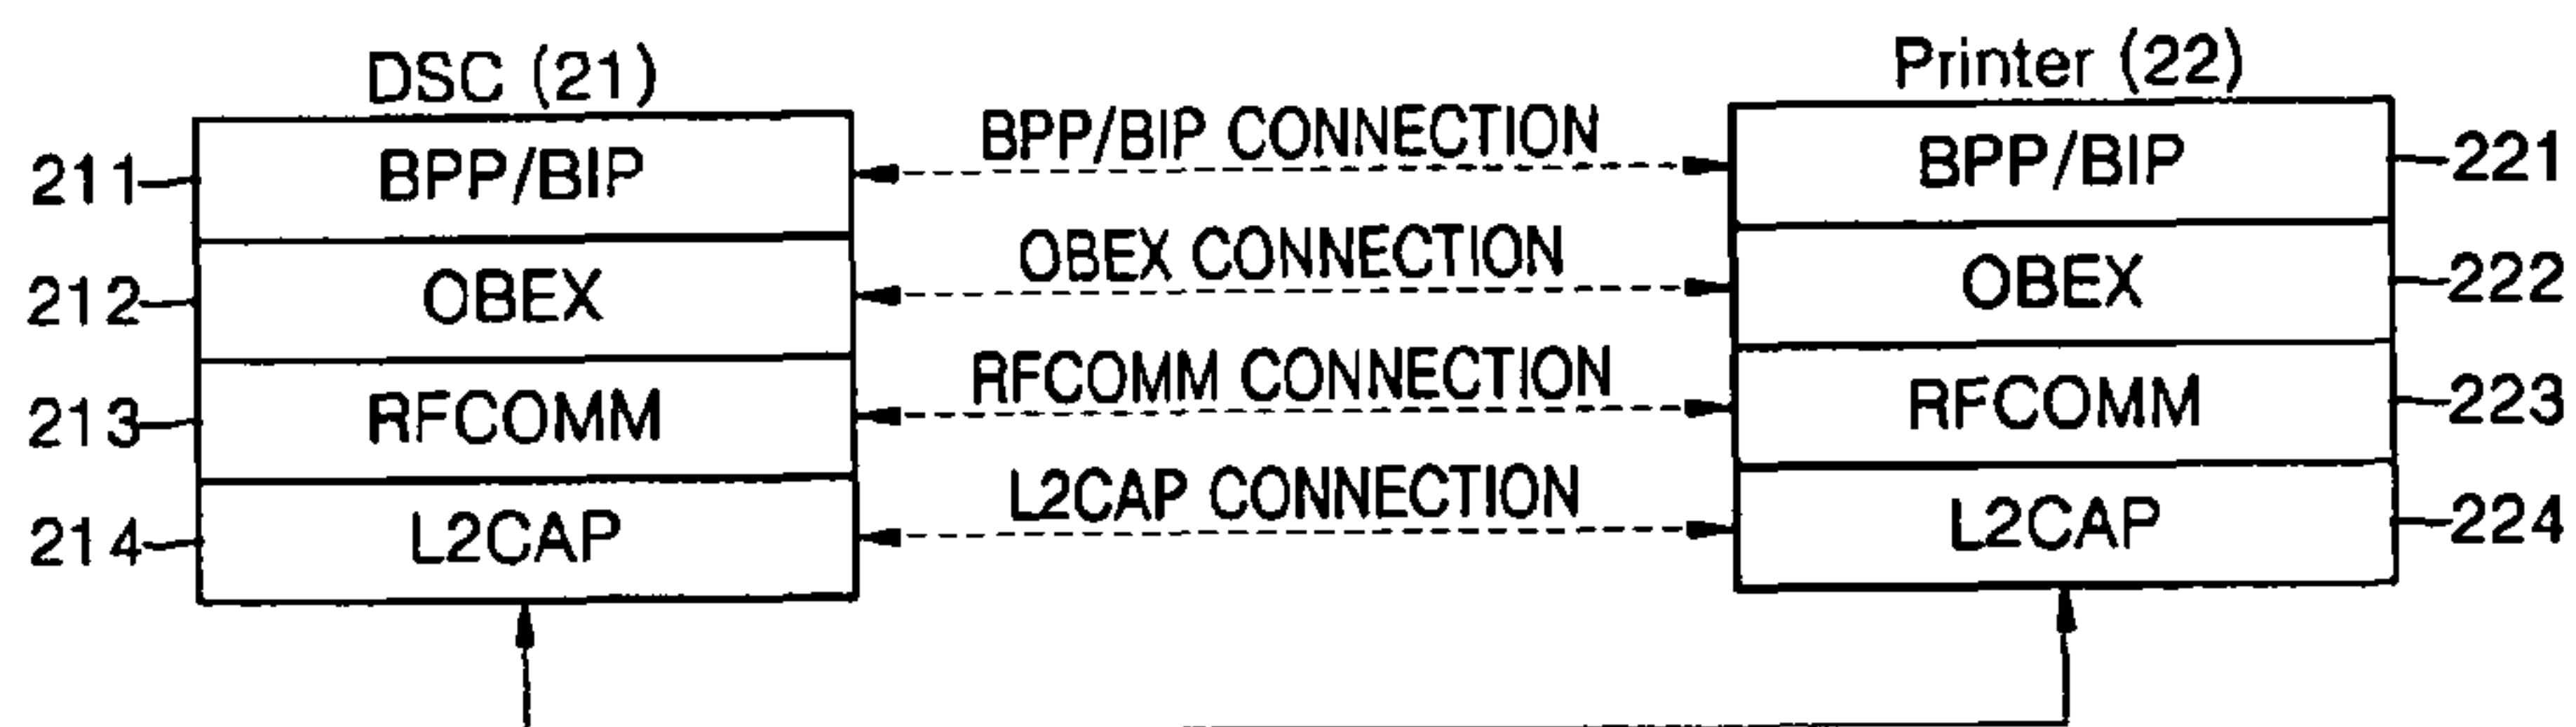 DSC (21)
Printer (22)
211
BPP/BIP
BPP/BIP CONNECTION
BPP/BIP
221
212
OBEX
OBEX CONNECTION
OBEX
222
213
RFCOMM
RFCOMM CONNECTION
RFCOMM
223
214
L2CAP
L2CAP CONNECTION
L2CAP
224